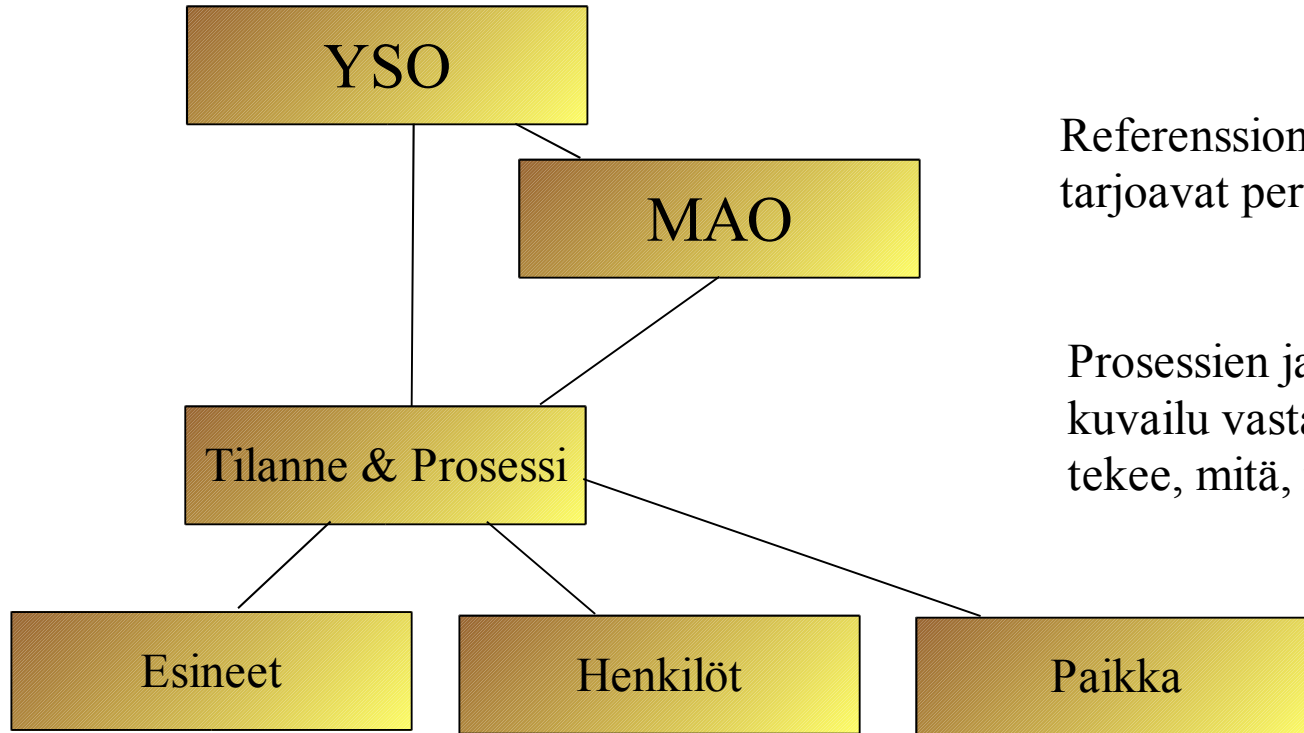 YSO
MAO
Referenssion
tarjoavat per
Prosessien ja
kuvailu vasta
tekee, mitä,
Tilanne & Prosessi
Esineet
Henkilöt
Paikka